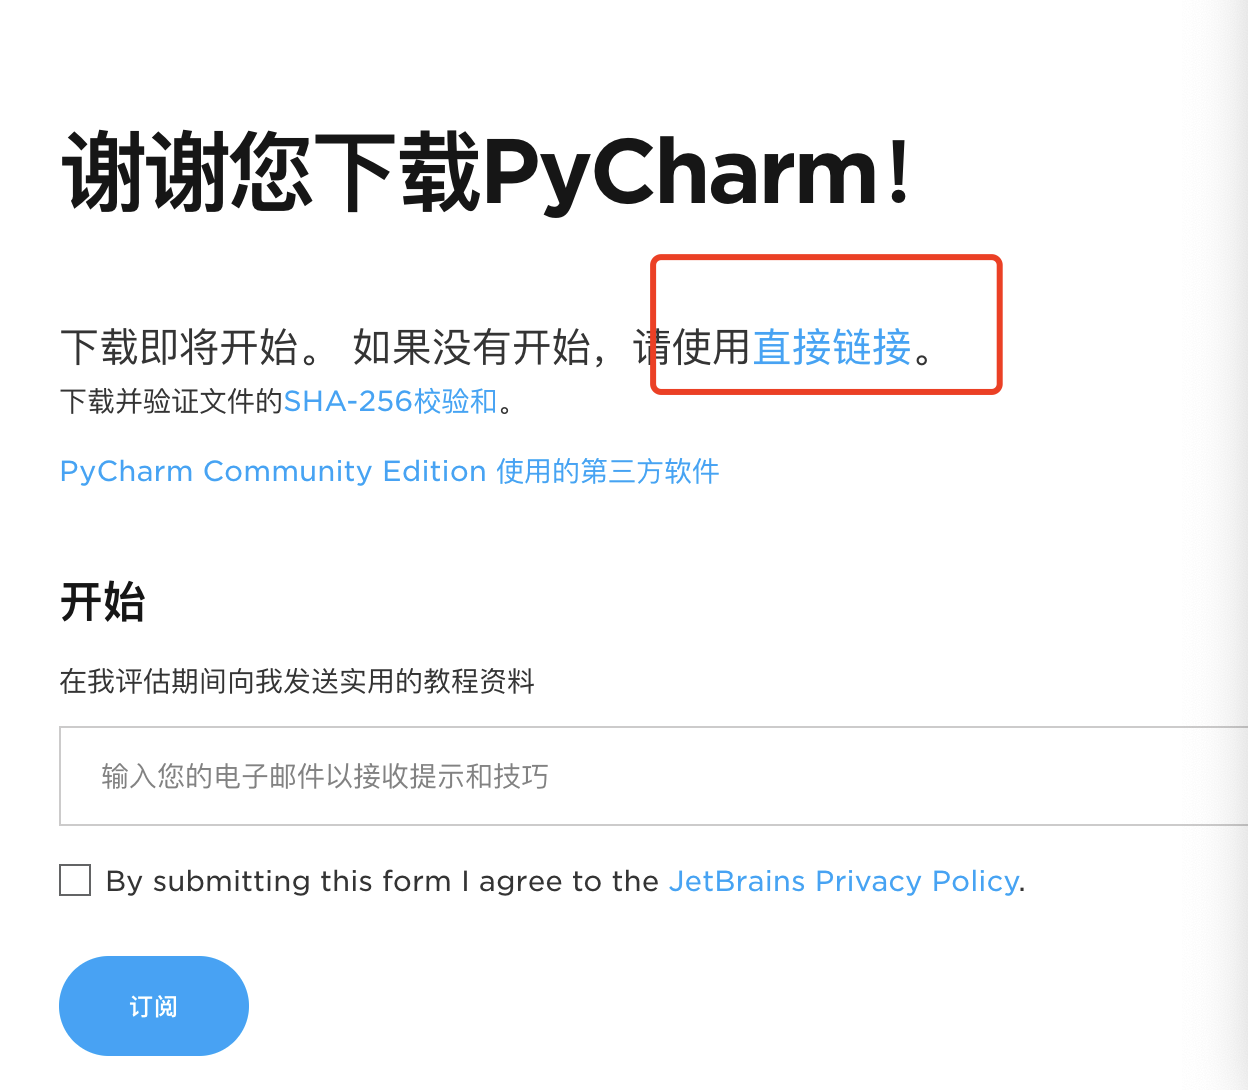 谢谢您下载PyCharm！
下载即将开始。 如果没有开始，请使用直接链接。
下载并验证文件的SHA-256校验和。
PyCharm Community Edition 使用的第三方软件
开始
在我评估期间向我发送实用的教程资料
输入您的电子邮件以接收提示和技巧
By submitting this form I agree to the JetBrains Privacy Policy.
订阅